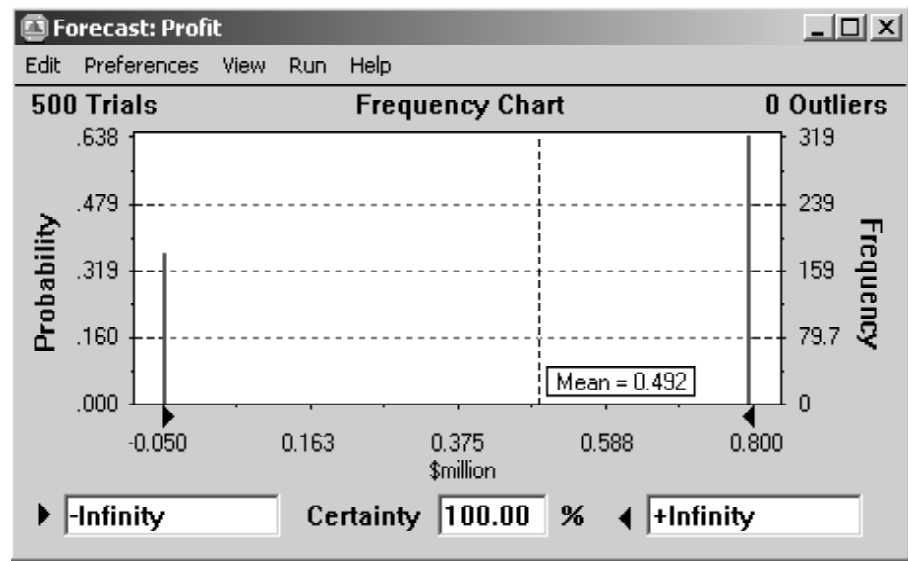 Forecast: Profit
Edit Preferences View Run Help
500 Trials Frequency Chart 0 Outliers
.638 319
.479 239
.319 159
.160 79.7
.000 0
Probability
Frequency
Mean = 0.492
-0.050 0.163 0.375 0.588 0.800
$million
-Infinity Certainty 100.00 % +Infinity